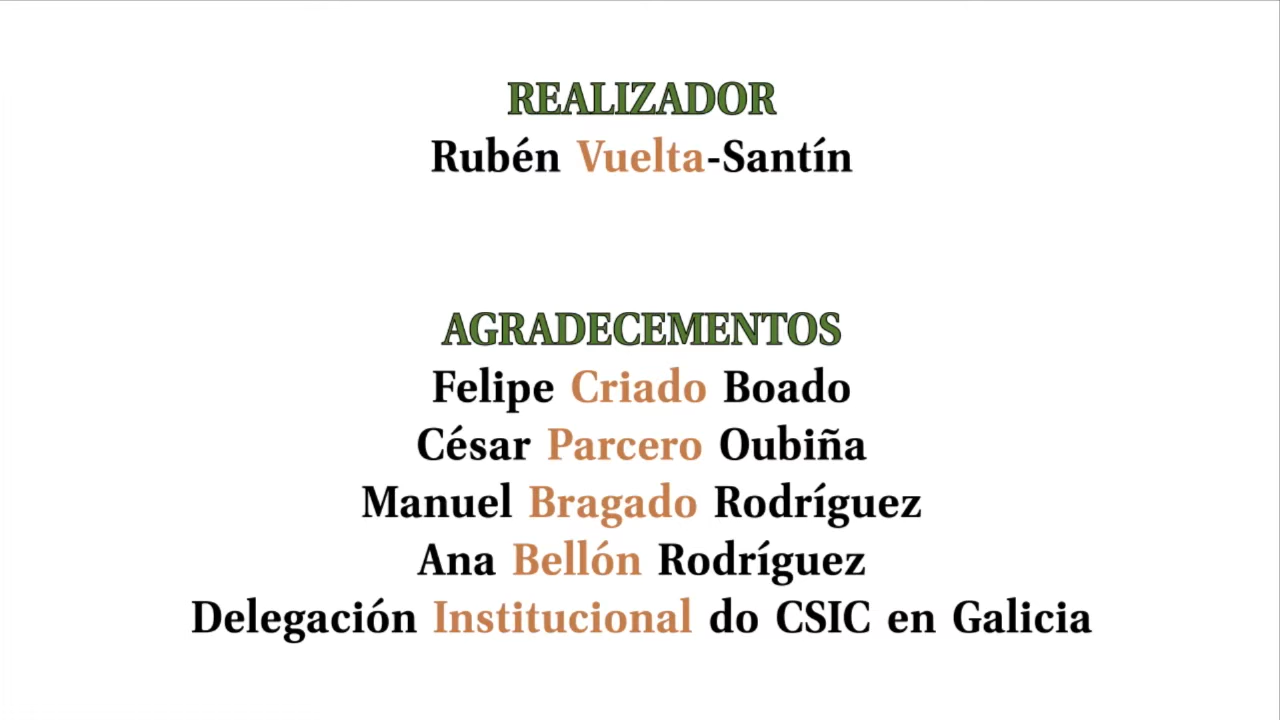 REALIZADOR
Rubén Vuelta-Santín
AGRADECEMENTOS
Felipe Criado Boado
César Parcero Oubiña
Manuel Bragado Rodríguez
Ana Bellón Rodríguez
Delegación Institucional do CSIC en Galicia